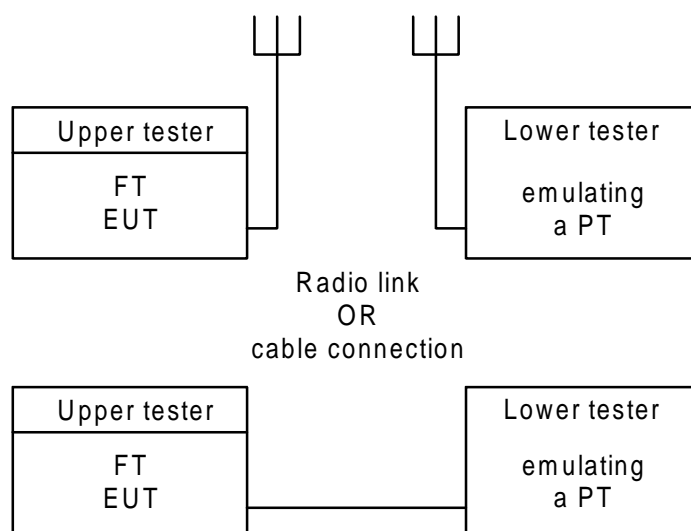 Upper tester
FT
EUT
Lower tester
emulating
a PT
Radio link
OR
cable connection
Upper tester
FT
EUT
Lower tester
emulating
a PT